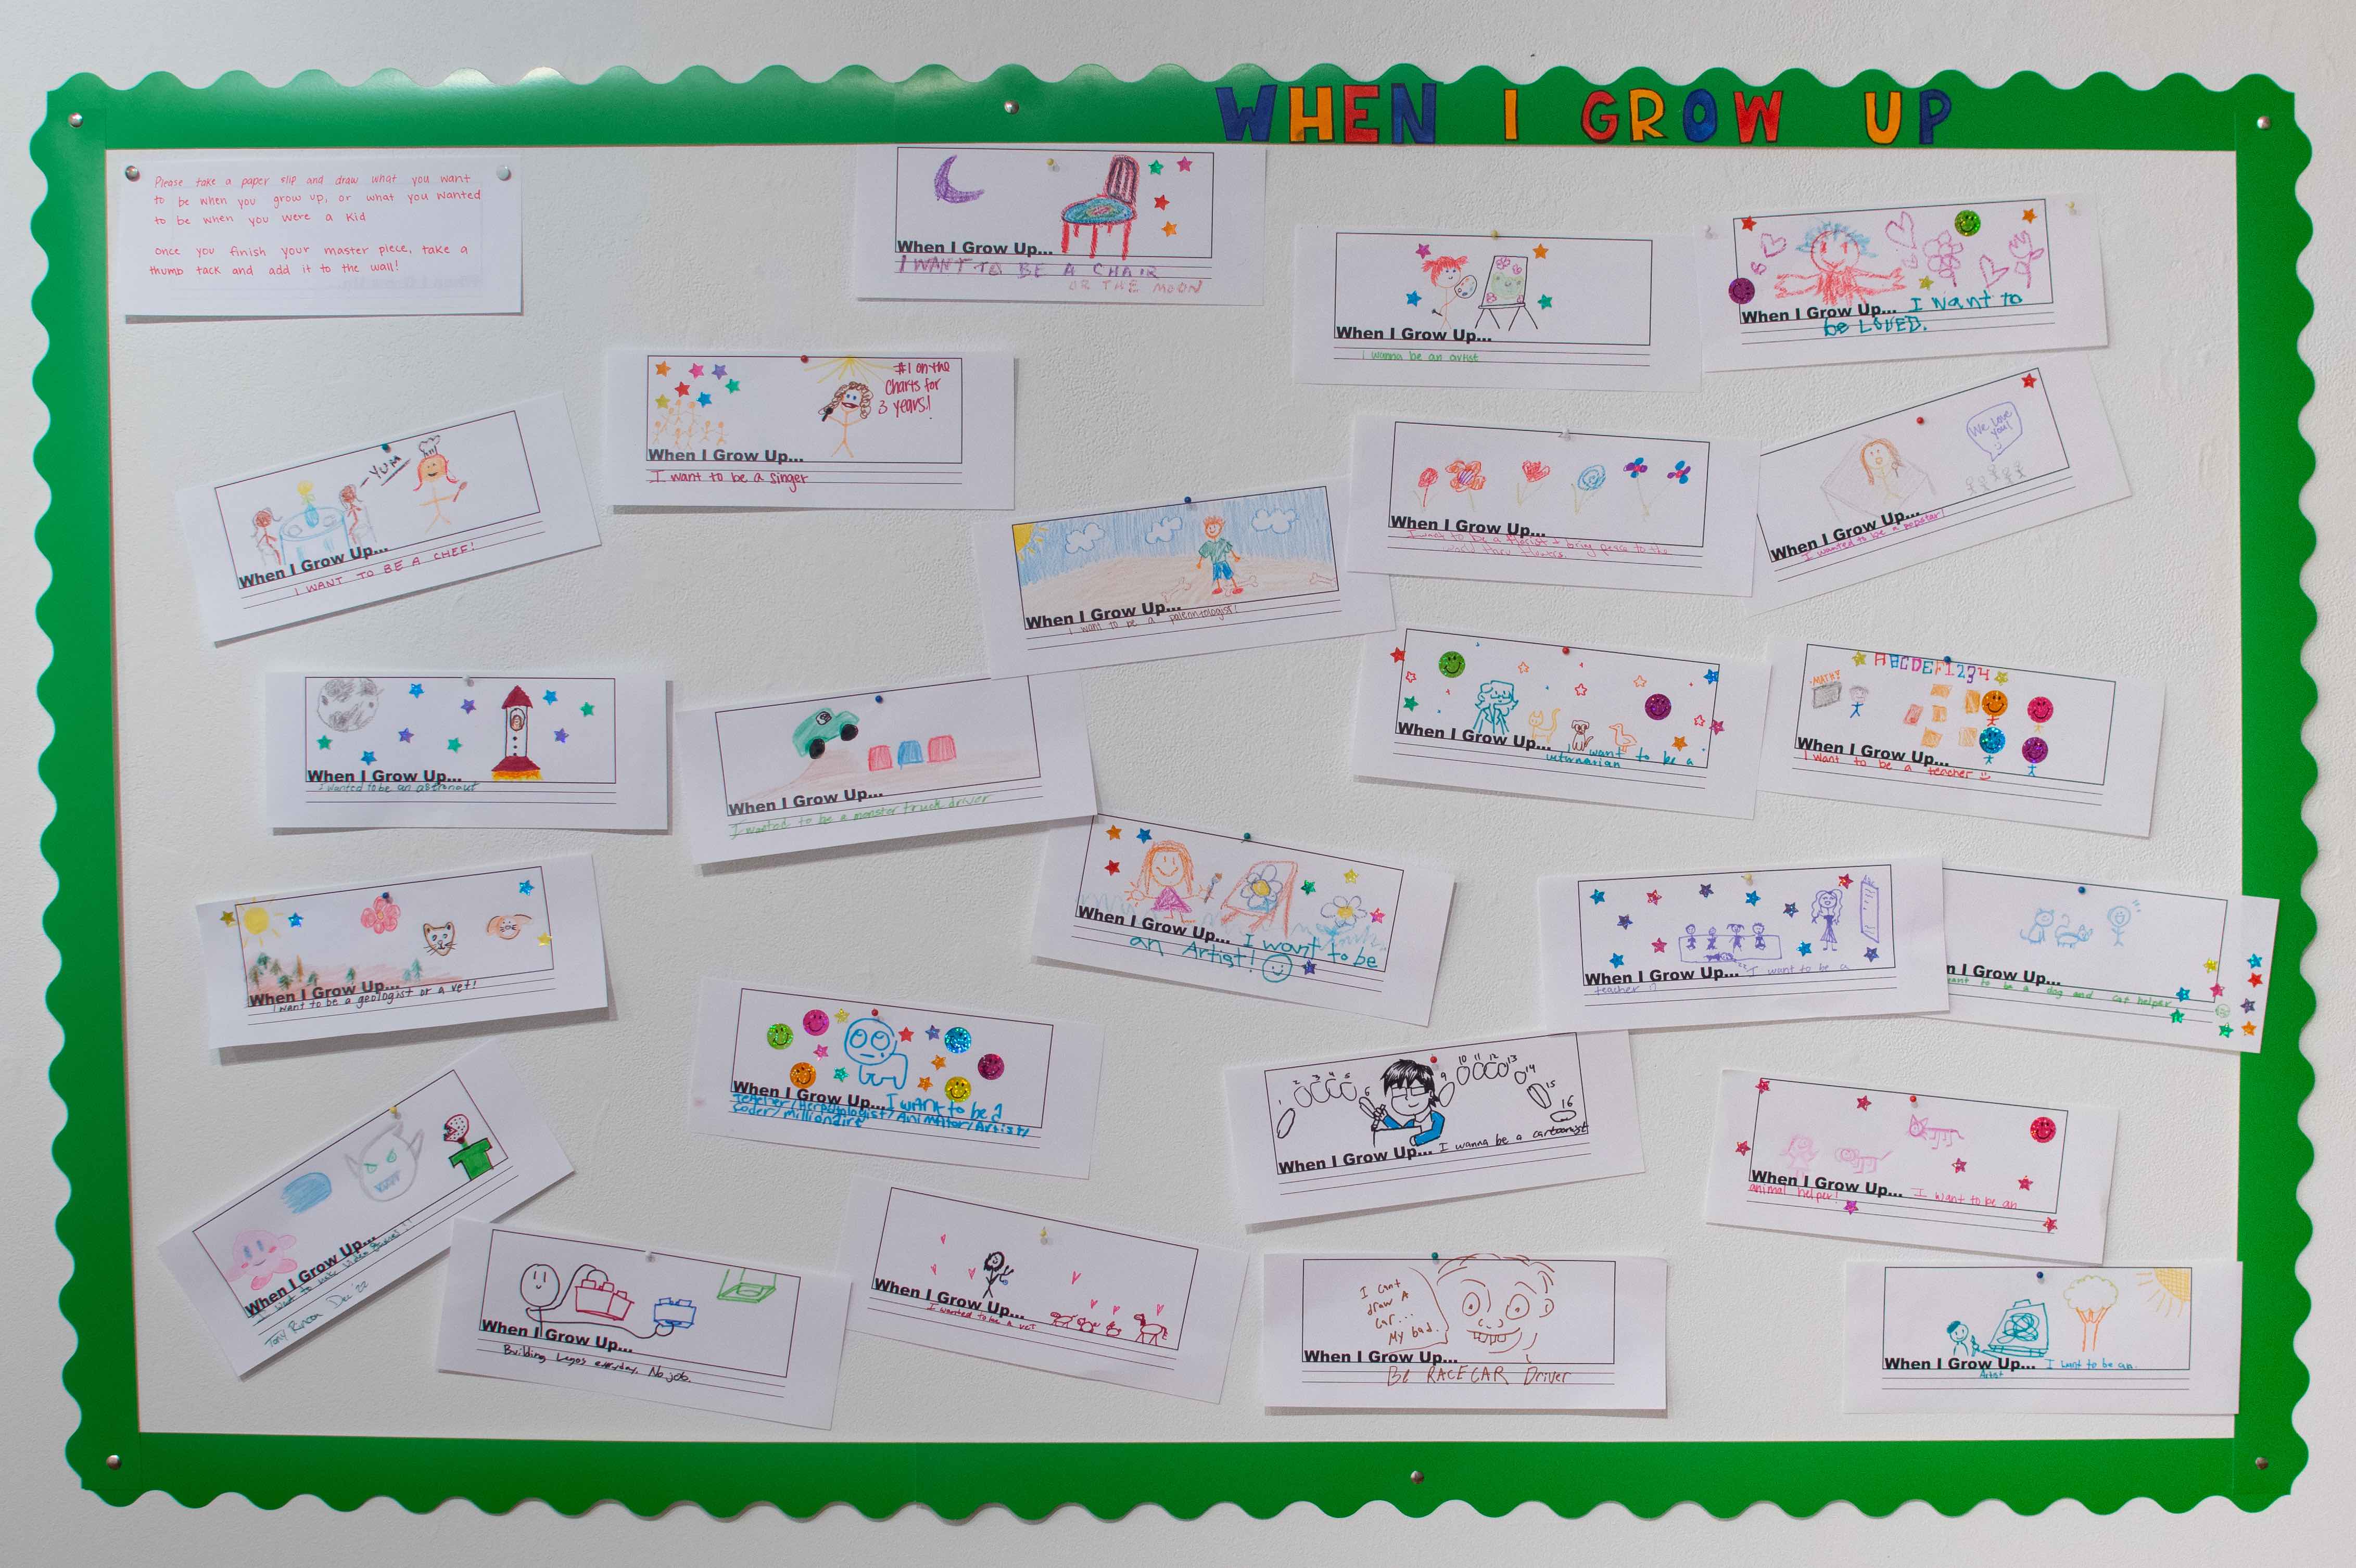 WHEN I GROW UP
Please take a paper slip and draw what you want
to be when you grow up, or what you wanted
to be when you were a kid
once you finish your master piece, take a
thumb tack and add it to the wall!
When I Grow Up...
I WANT TO BE A CHAIR
OR THE MOON
When I Grow Up...
I wanna be an artist
When I Grow Up... I want to
be LOVED.
#1 on the
charts for
3 years!
When I Grow Up...
I want to be a singer
- YUM
When I Grow Up...
I WANT TO BE A CHEF!
When I Grow Up...
I want to be a florist + bring peace to the
world thru flowers.
We love
you!
When I Grow Up...
I wanted to be a popstar!
When I Grow Up...
I want to be a
When I Grow Up...
I wanted to be an astronaut
When I Grow Up...
I wanted to be a monster truck driver
When I Grow Up... I want to be a
ABCDEF1234
MATH?
When I Grow Up...
I want to be a teacher
When I Grow Up...
I want to be a geologist or a vet!
When I Grow Up... I want to be
an Artist!
When I Grow Up... I want to be a
teacher
n I Grow Up...
want to be a dog and cat helper
When I Grow Up... I want to be a
Teacher/Herpetologist/Animator/Artist/
Coder/millionaire
1 2 3 4 5 6 9 10 11 12 13 14 15 16
When I Grow Up... I wanna be a cartoonist
When I Grow Up... I want to be an
animal helper!
When I Grow Up...
I want to
Tony Dec 22
When I Grow Up...
Building Legos everyday. No job.
When I Grow Up...
I wanted to be a vet
I cant
draw A
Car...
My bad.
When I Grow Up...
Be RACECAR Driver
When I Grow Up... I want to be an
Artist